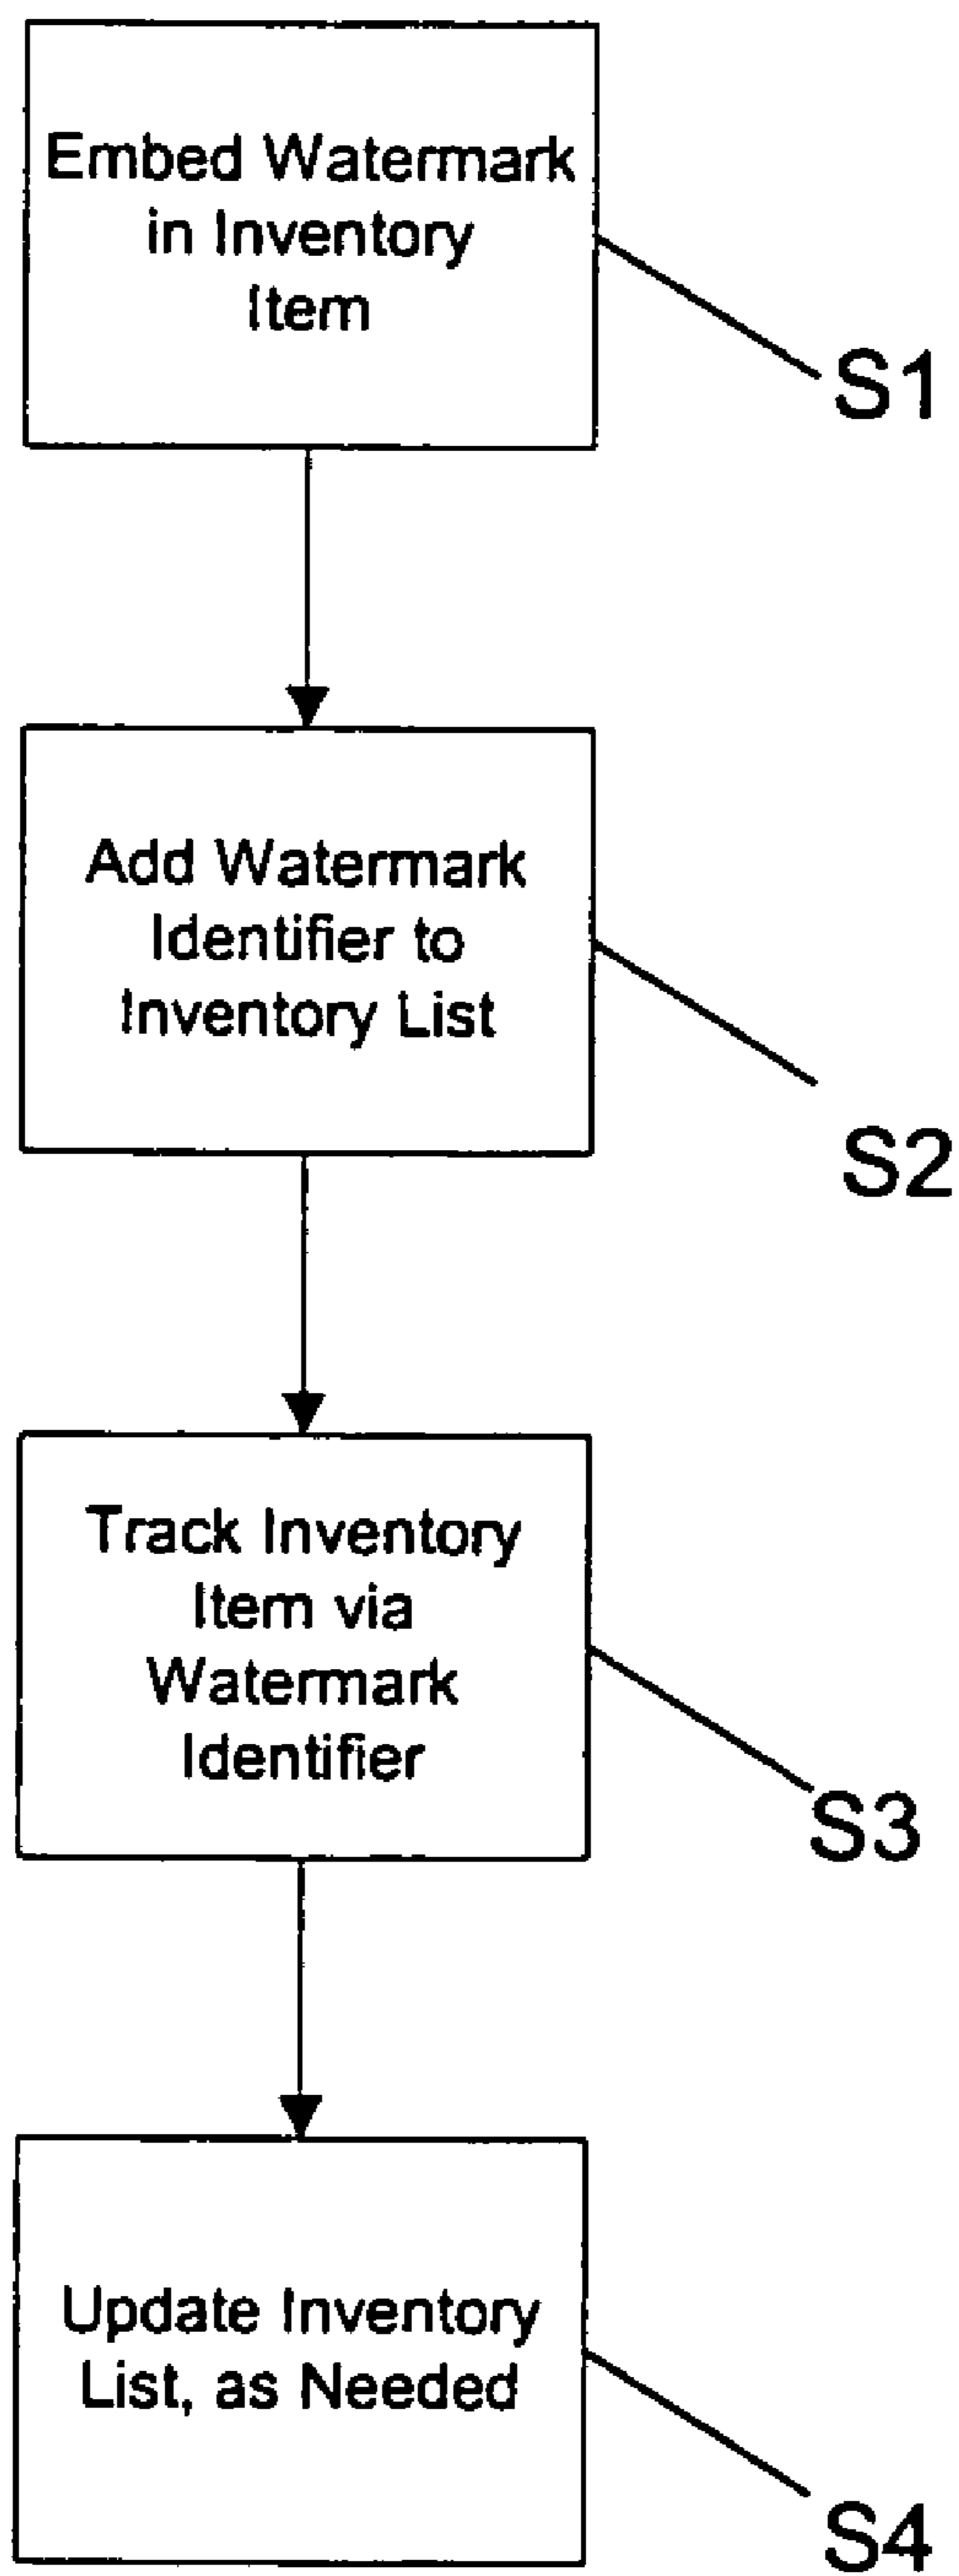 Embed Watermark
in Inventory
Item
S1
Add Watermark
Identifier to
Inventory List
S2
Track Inventory
Item via
Watermark
Identifier
S3
Update Inventory
List, as Needed
S4